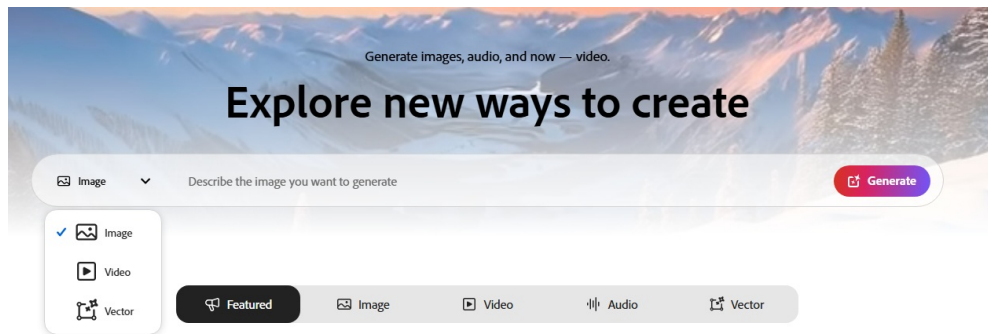 Generate images, audio, and now — video.
Explore new ways to create
Image
Describe the image you want to generate
Generate
Image
Video
Vector
Featured
Image
Video
Audio
Vector